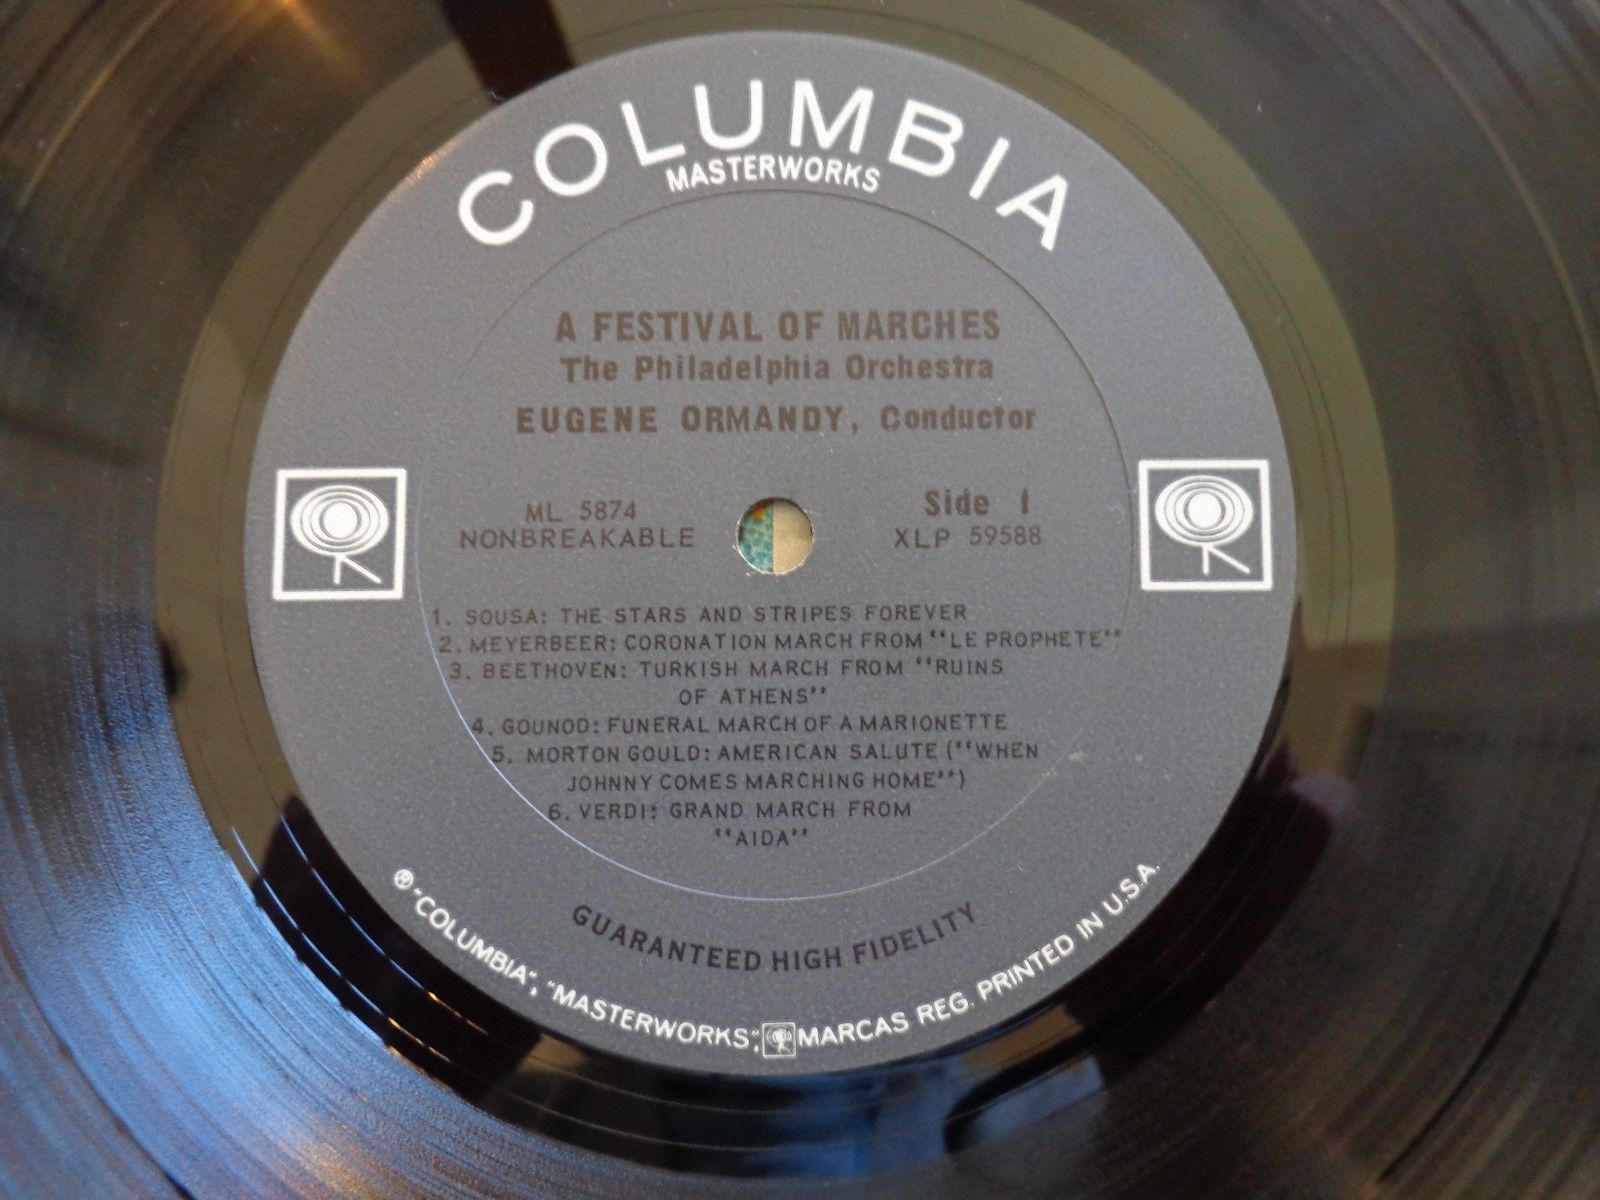 COLUMBIA
MASTERWORKS
A FESTIVAL OF MARCHES
The Philadelphia Orchestra
EUGENE ORMANDY, Conductor
ML 5874
NONBREAKABLE
Side 1
XLP 59588
1. SOUSA: THE STARS AND STRIPES FOREVER
2. MEYERBEER: CORONATION MARCH FROM "LE PROPHETE"
3. BEETHOVEN: TURKISH MARCH FROM "RUINS
OF ATHENS"
4. GOUNOD: FUNERAL MARCH OF A MARIONETTE
5. MORTON GOULD: AMERICAN SALUTE ("WHEN
JOHNNY COMES MARCHING HOME")
6. VERDI: GRAND MARCH FROM
"AIDA"
GUARANTEED HIGH FIDELITY
® "COLUMBIA", "MASTERWORKS", MARCAS REG. PRINTED IN U.S.A.